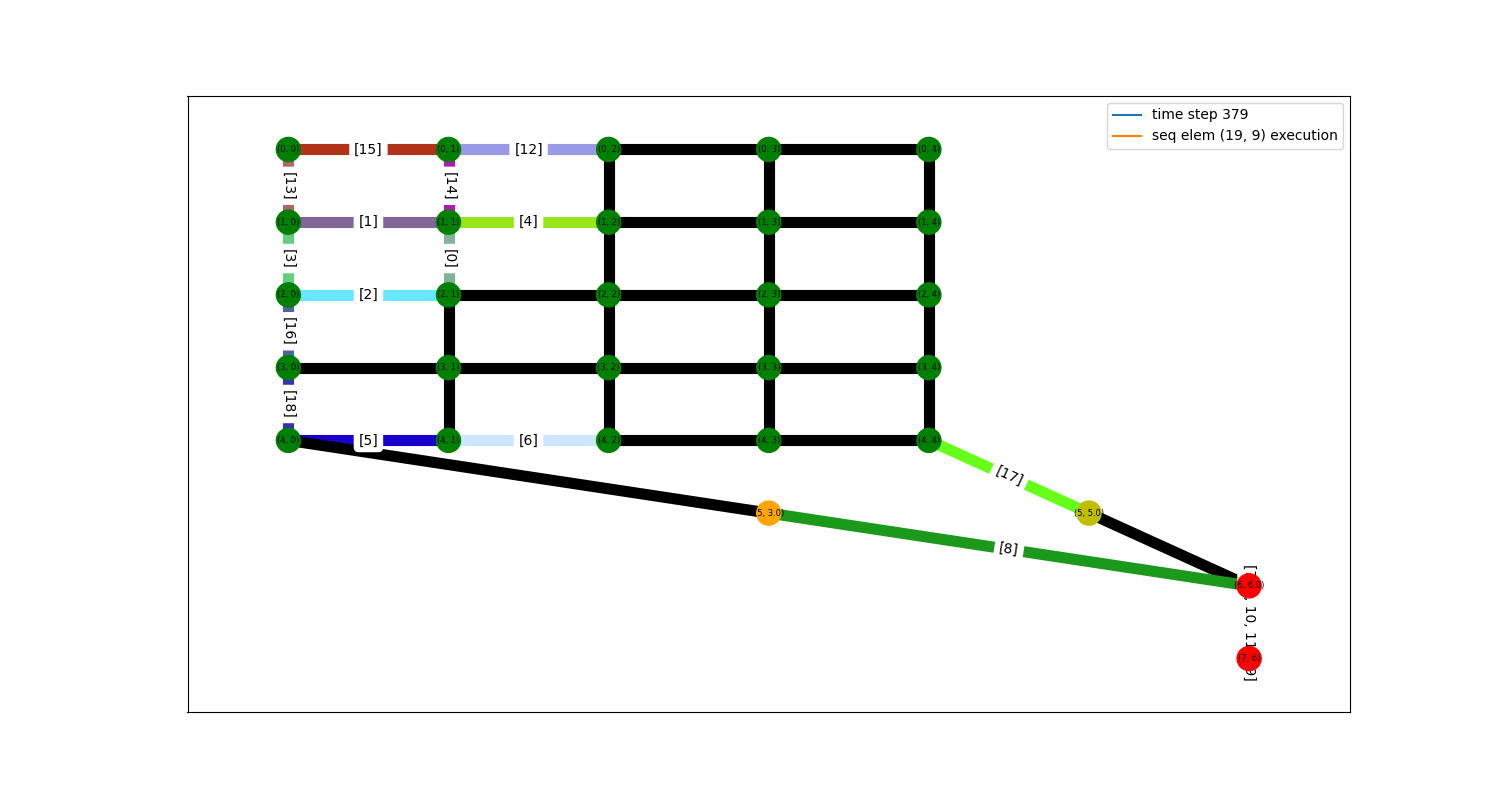 time step 379
seq elem (19, 9) execution
(0, 0) [15] (0, 1) [12] (0, 2) (0, 3) (0, 4)
[13] [14]
(1, 0) [1] (1, 1) [4] (1, 2) (1, 3) (1, 4)
[3] [0]
(2, 0) [2] (2, 1) (2, 2) (2, 3) (2, 4)
[16]
(3, 0) (3, 1) (3, 2) (3, 3) (3, 4)
[18]
(4, 0) [5] (4, 1) [6] (4, 2) (4, 3) (4, 4)
[17]
(5, 3.0) (5, 5.0)
[8]
(6, 6.0)
10,
(7, 6)